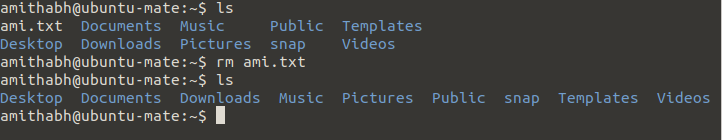 amithabh@ubuntu-mate:~$ ls
ami.txt Documents Music Public Templates
Desktop Downloads Pictures snap Videos
amithabh@ubuntu-mate:~$ rm ami.txt
amithabh@ubuntu-mate:~$ ls
Desktop Documents Downloads Music Pictures Public snap Templates Videos
amithabh@ubuntu-mate:~$